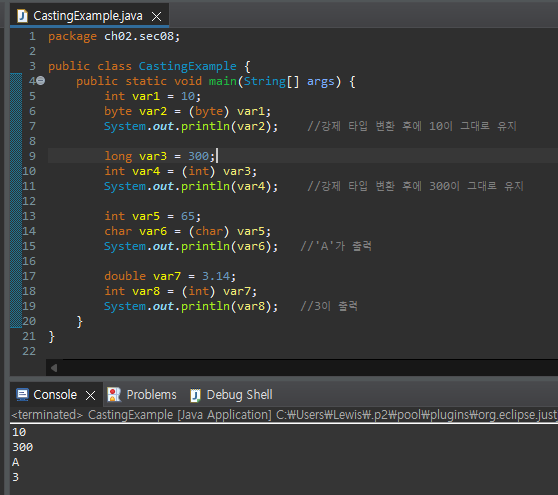 CastingExample.java
1 package ch02.sec08;
2
3 public class CastingExample {
4 public static void main(String[] args) {
5 int var1 = 10;
6 byte var2 = (byte) var1;
7 System.out.println(var2); //강제 타입 변환 후에 10이 그대로 유지
8
9 long var3 = 300;
10 int var4 = (int) var3;
11 System.out.println(var4); //강제 타입 변환 후에 300이 그대로 유지
12
13 int var5 = 65;
14 char var6 = (char) var5;
15 System.out.println(var6); //'A'가 출력
16
17 double var7 = 3.14;
18 int var8 = (int) var7;
19 System.out.println(var8); //3이 출력
20 }
21 }
22
Console Problems Debug Shell
<terminated> CastingExample [Java Application] C:₩Users₩Lewis₩.p2₩pool₩plugins₩org.eclipse.just
10
300
A
3